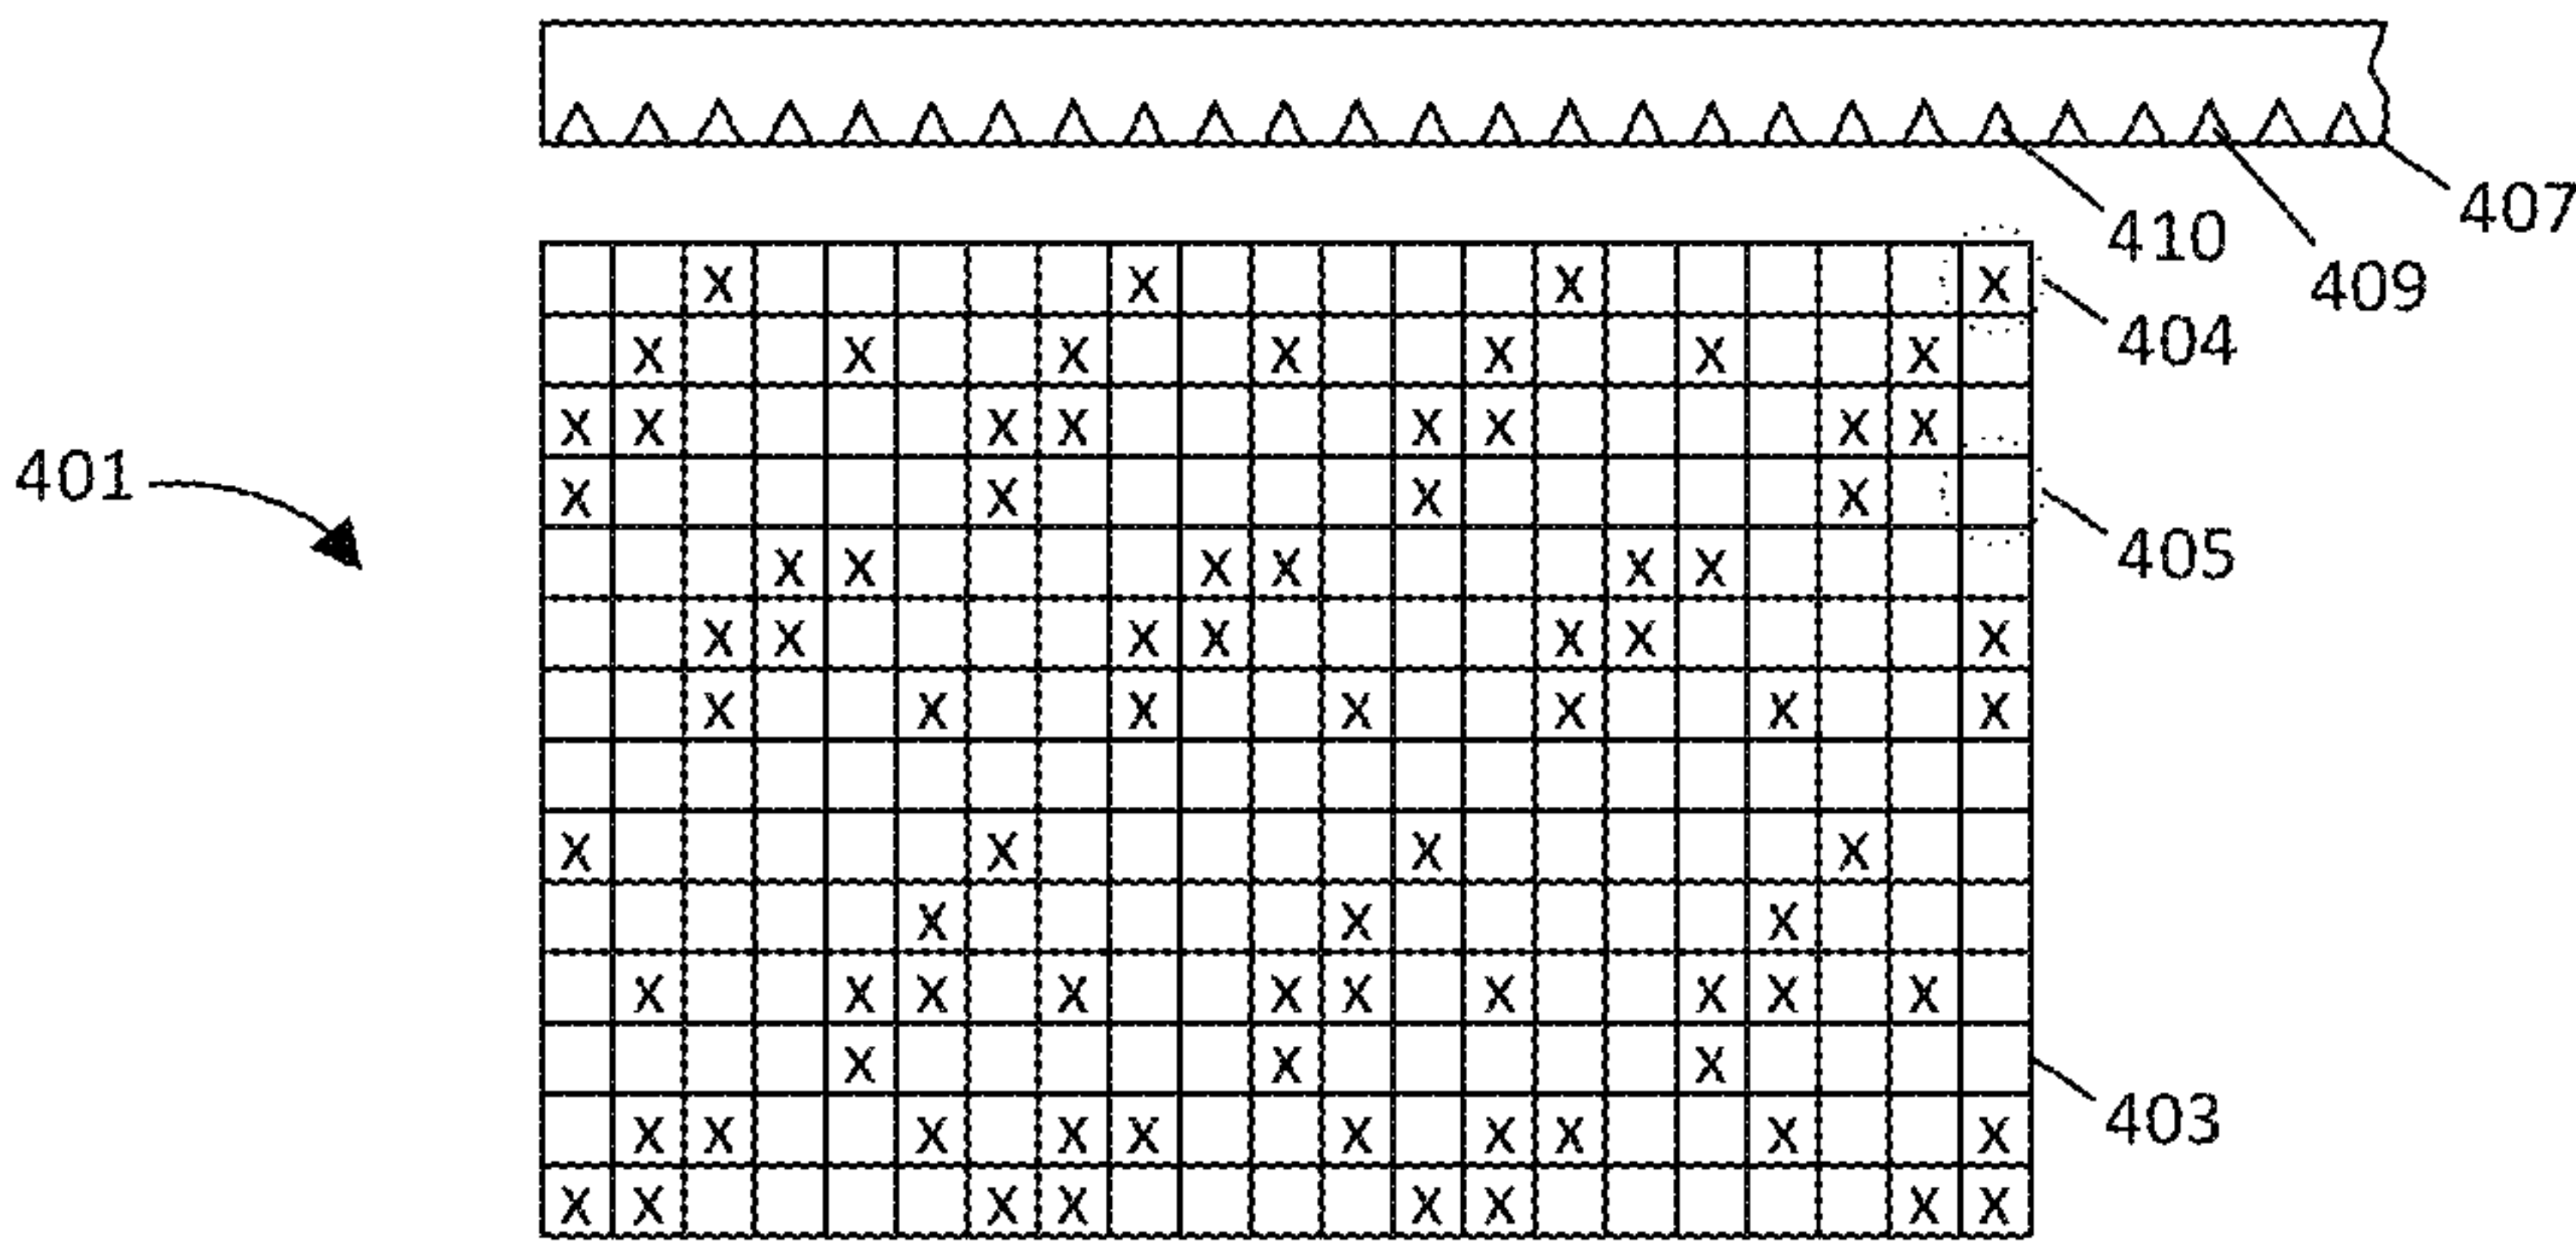 407
410
409
X X X X
404
X X X X X X X
X X X X X X X X
401
X X X X
405
X X X X X X
X X X X X X X
X X X X X X X
X X X X
X X X
X X X X X X X X X X
X X X
403
X X X X X X X X X X
X X X X X X X X